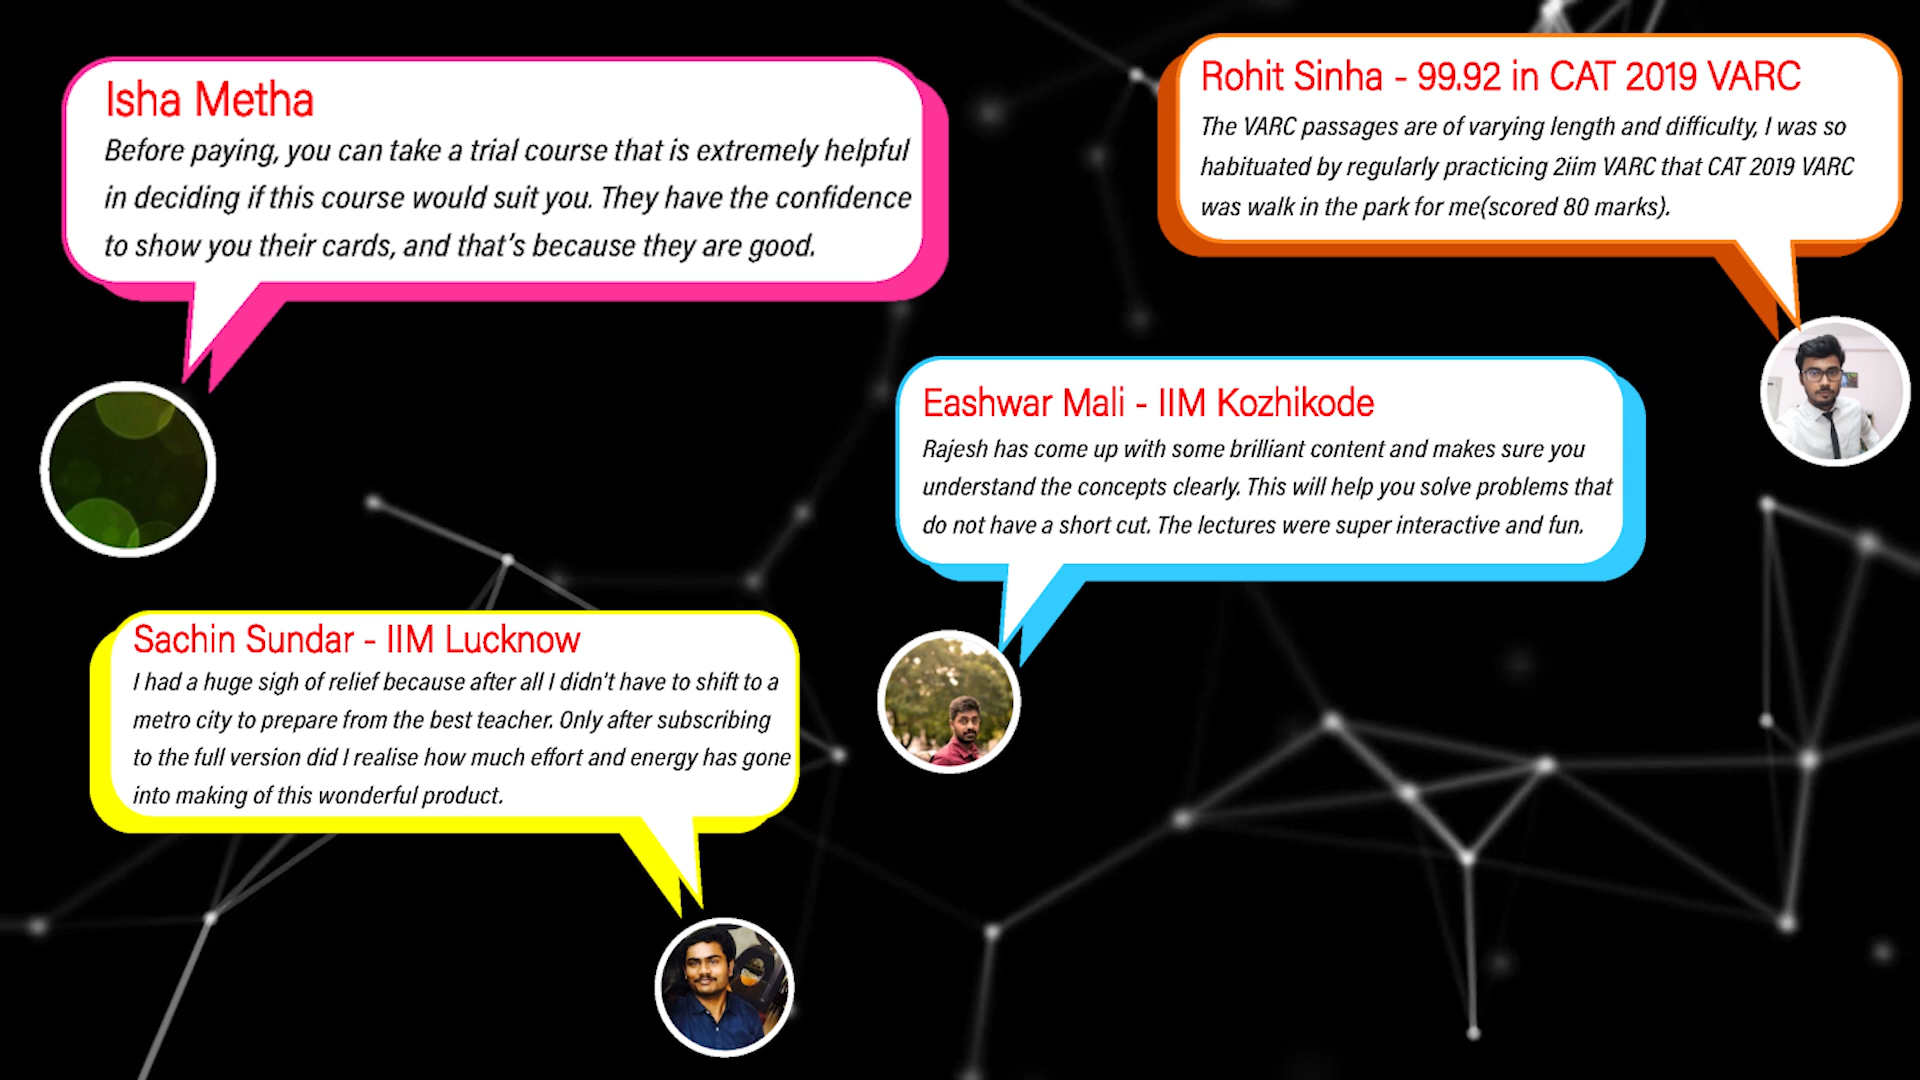 Isha Metha
Before paying, you can take a trial course that is extremely helpful
in deciding if this course would suit you. They have the confidence
to show you their cards, and that's because they are good.
Rohit Sinha - 99.92 in CAT 2019 VARC
The VARC passages are of varying length and difficulty, I was so
habituated by regularly practicing 2iim VARC that CAT 2019 VARC
was walk in the park for me(scored 80 marks).
Eashwar Mali - IIM Kozhikode
Rajesh has come up with some brilliant content and makes sure you
understand the concepts clearly. This will help you solve problems that
do not have a short cut. The lectures were super interactive and fun.
Sachin Sundar - IIM Lucknow
I had a huge sigh of relief because after all I didn't have to shift to a
metro city to prepare from the best teacher. Only after subscribing
to the full version did I realise how much effort and energy has gone
into making of this wonderful product.